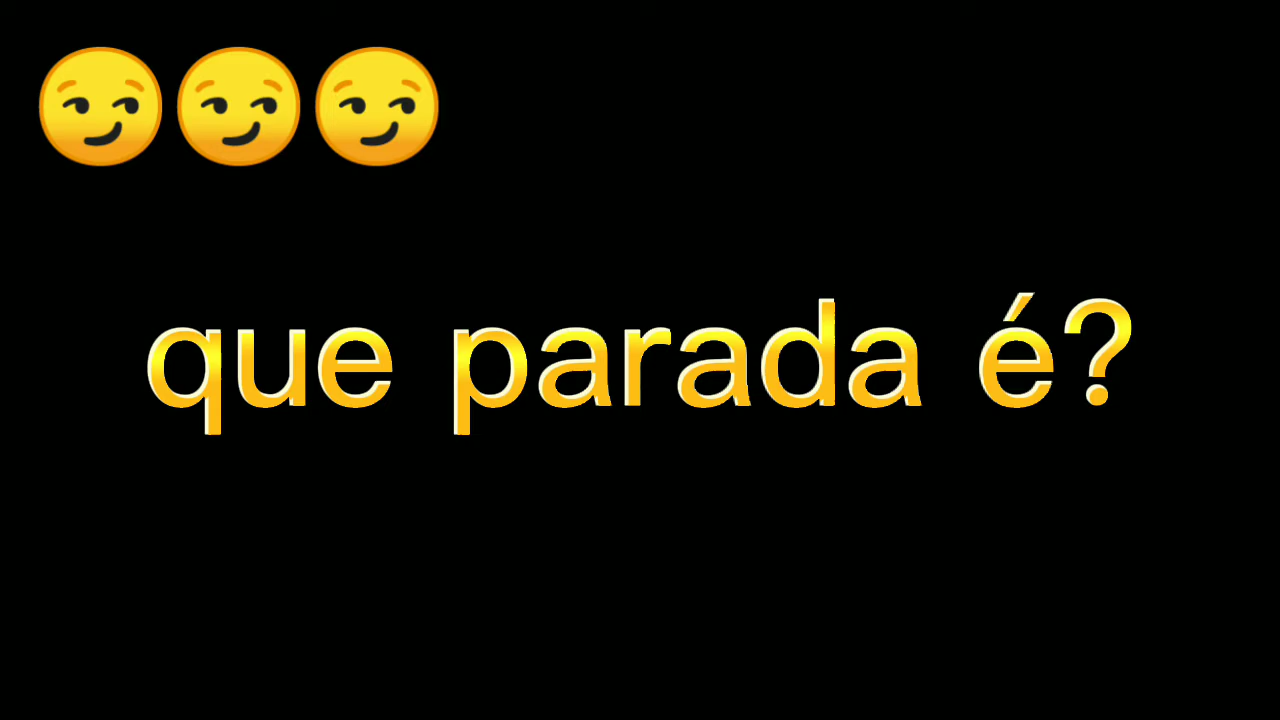 😏😏😏
que parada é?